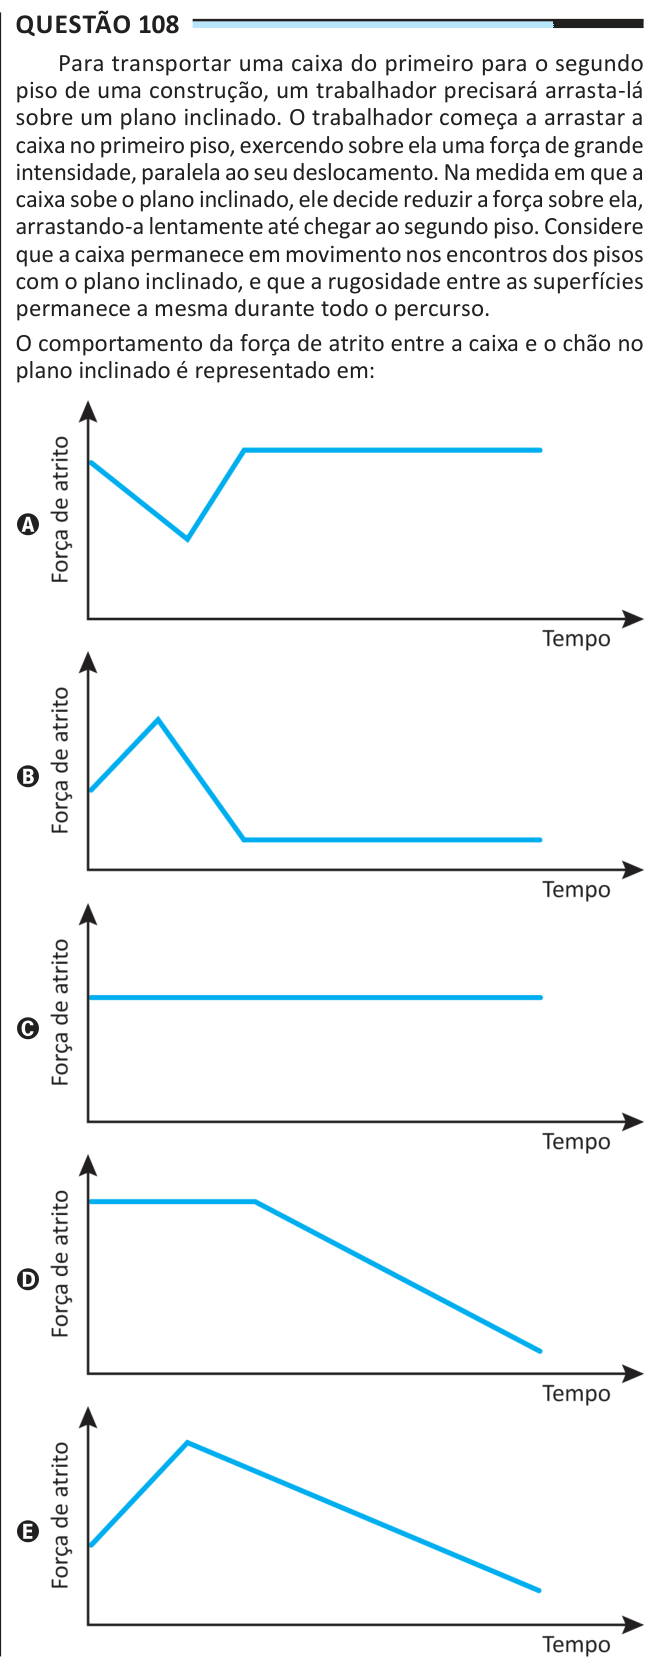 QUESTÃO 108
Para transportar uma caixa do primeiro para o segundo
piso de uma construção, um trabalhador precisará arrasta-lá
sobre um plano inclinado. O trabalhador começa a arrastar a
caixa no primeiro piso, exercendo sobre ela uma força de grande
intensidade, paralela ao seu deslocamento. Na medida em que a
caixa sobe o plano inclinado, ele decide reduzir a força sobre ela,
arrastando-a lentamente até chegar ao segundo piso. Considere
que a caixa permanece em movimento nos encontros dos pisos
com o plano inclinado, e que a rugosidade entre as superfícies
permanece a mesma durante todo o percurso.
O comportamento da força de atrito entre a caixa e o chão no
plano inclinado é representado em:
A
Força de atrito
Tempo
B
Força de atrito
Tempo
C
Força de atrito
Tempo
D
Força de atrito
Tempo
E
Força de atrito
Tempo